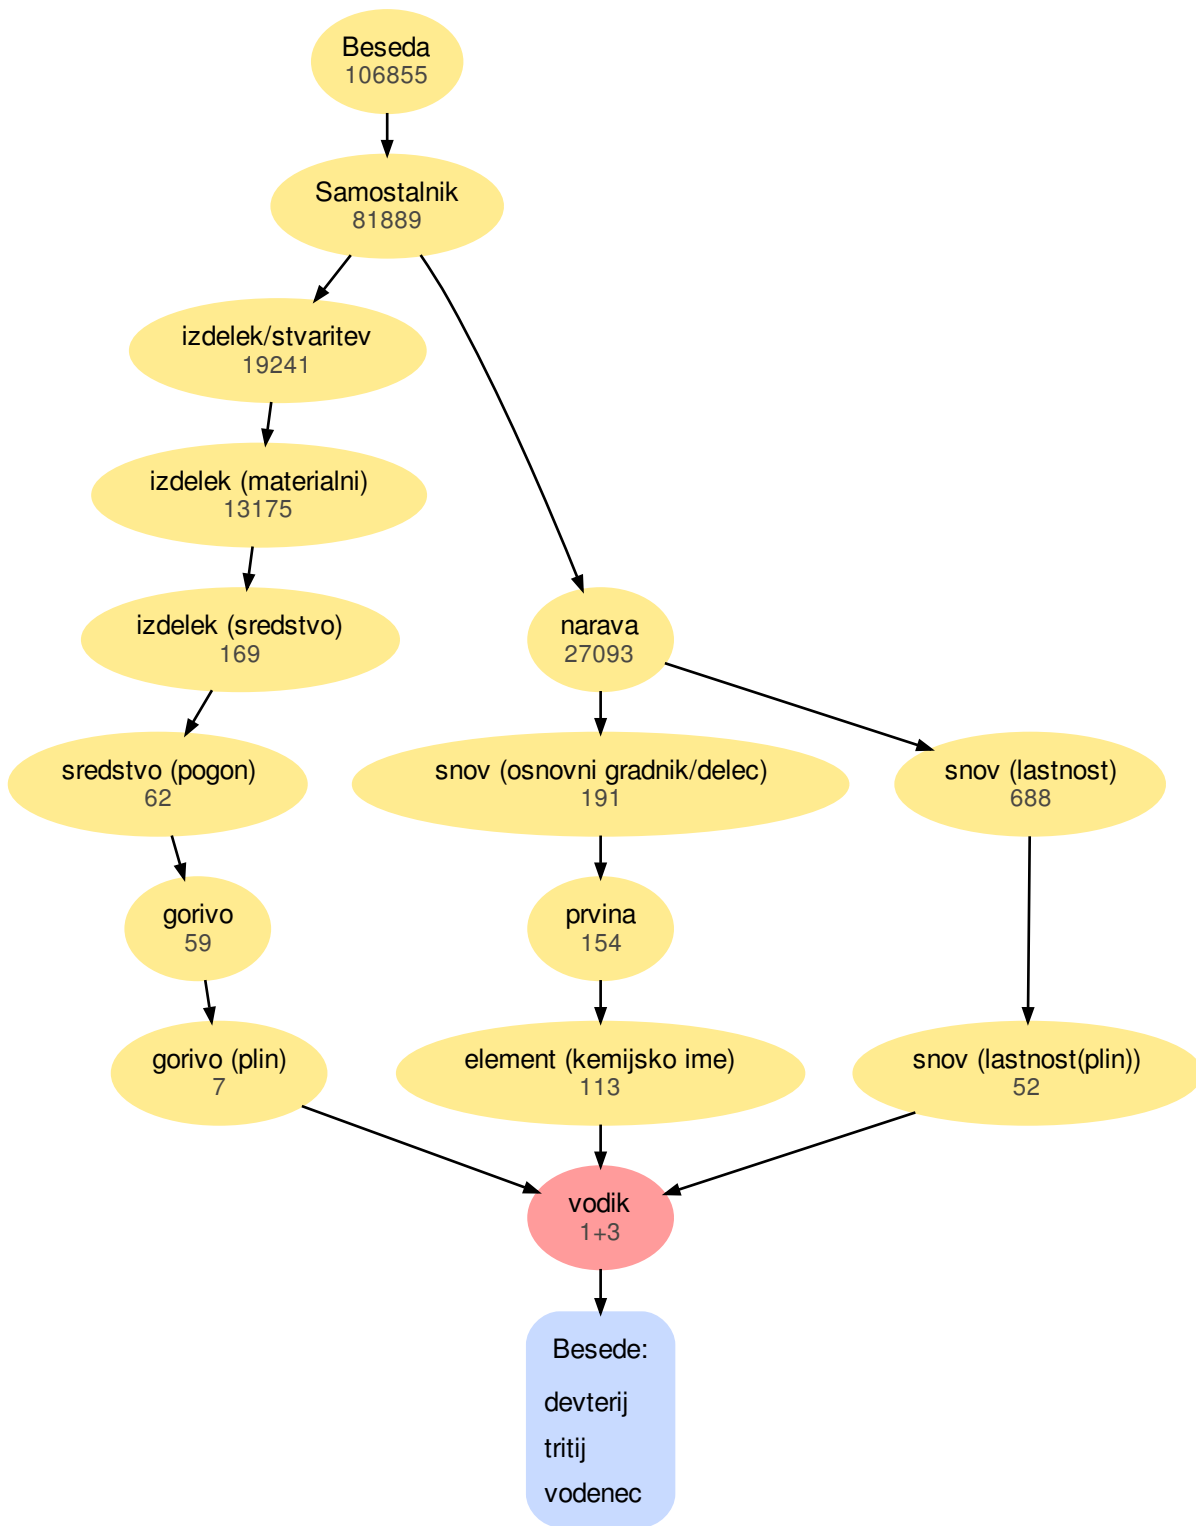 Beseda
106855
Samostalnik
81889
izdelek/stvaritev
19241
izdelek (materialni)
13175
izdelek (sredstvo)
169
narava
27093
sredstvo (pogon)
62
snov (osnovni gradnik/delec)
191
snov (lastnost)
688
gorivo
59
prvina
154
gorivo (plin)
7
element (kemijsko ime)
113
snov (lastnost(plin))
52
vodik
1+3
Besede:
devterij
tritij
vodenec